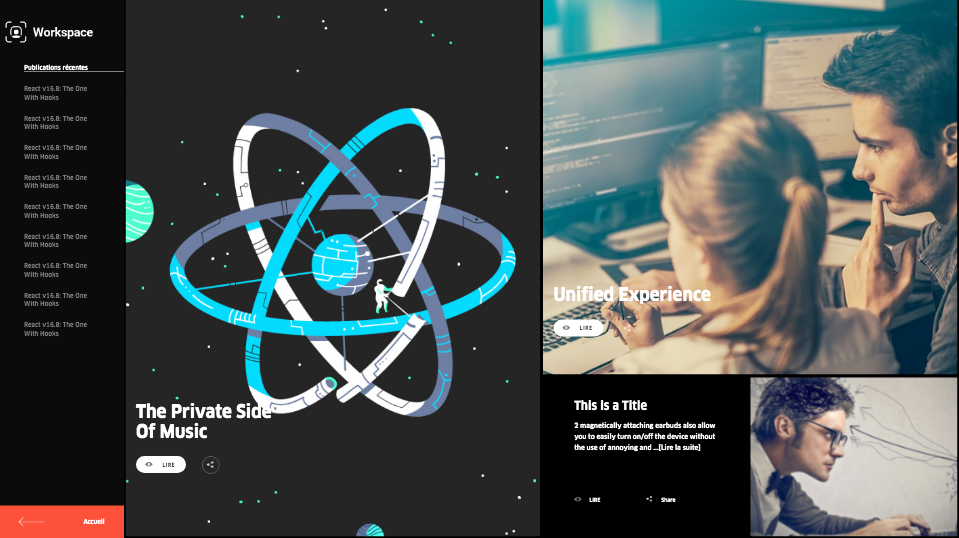 Workspace
Publications récentes
React v16.8: The One
With Hooks
React v16.8: The One
With Hooks
React v16.8: The One
With Hooks
React v16.8: The One
With Hooks
React v16.8: The One
With Hooks
React v16.8: The One
With Hooks
React v16.8: The One
With Hooks
React v16.8: The One
With Hooks
React v16.8: The One
With Hooks
Accueil
The Private Side
Of Music
LIRE
Unified Experience
LIRE
This is a Title
2 magnetically attaching earbuds also allow
you to easily turn on/off the device without
the use of annoying and ...[Lire la suite]
LIRE
Share